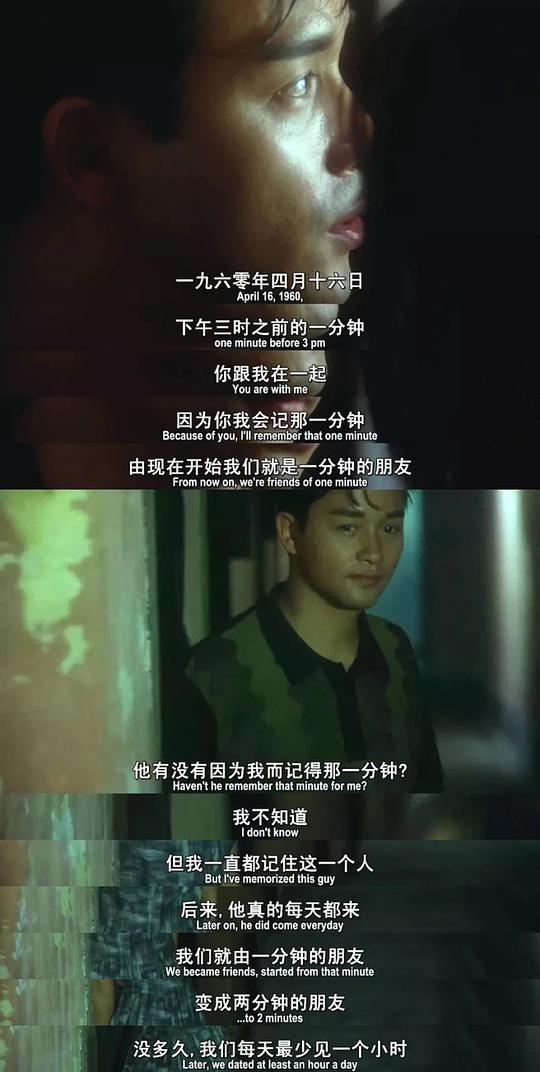 一九六零年四月十六日
April 16, 1960,
下午三时之前的一分钟
one minute before 3 pm
你跟我在一起
You are with me
因为你我会记那一分钟
Because of you, I'll remember that one minute
由现在开始我们就是一分钟的朋友
From now on, we're friends of one minute
他有没有因为我而记得那一分钟?
Haven't he remember that minute for me?
我不知道
I don't know
但我一直都记住这一个人
But I've memorized this guy
后来, 他真的每天都来
Later on, he did come everyday
我们就由一分钟的朋友
We became friends, started from that minute
变成两分钟的朋友
...to 2 minutes
没多久, 我们每天最少见一个小时
Later, we dated at least an hour a day